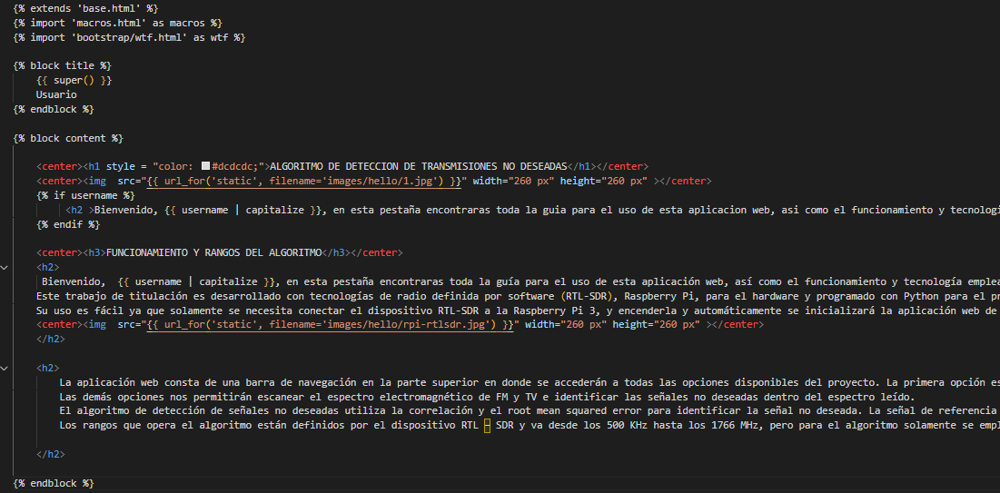 {% extends 'base.html' %}
{% import 'macros.html' as macros %}
{% import 'bootstrap/wtf.html' as wtf %}
{% block title %}
{{ super() }}
Usuario
{% endblock %}
{% block content %}
<center><h1 style = "color: #dcdcdc;">ALGORITMO DE DETECCION DE TRANSMISIONES NO DESEADAS</h1></center>
<center><img  src="{{ url_for('static', filename='images/hello/1.jpg') }}" width="260 px" height="260 px" ></center>
{% if username %}
<h2 >Bienvenido, {{ username | capitalize }}, en esta pestaña encontraras toda la guia para el uso de esta aplicacion web, asi como el funcionamiento y tecnologi
{% endif %}
<center><h3>FUNCIONAMIENTO Y RANGOS DEL ALGORITMO</h3></center>
<h2>
Bienvenido,  {{ username | capitalize }}, en esta pestaña encontraras toda la guía para el uso de esta aplicación web, así como el funcionamiento y tecnología emplea
Este trabajo de titulación es desarrollado con tecnologías de radio definida por software (RTL-SDR), Raspberry Pi, para el hardware y programado con Python para el pr
Su uso es fácil ya que solamente se necesita conectar el dispositivo RTL-SDR a la Raspberry Pi 3, y encenderla y automáticamente se inicializará la aplicación web de
<center><img  src="{{ url_for('static', filename='images/hello/rpi-rtlsdr.jpg') }}" width="260 px" height="260 px" ></center>
</h2>
<h2>
La aplicación web consta de una barra de navegación en la parte superior en donde se accederán a todas las opciones disponibles del proyecto. La primera opción es
Las demás opciones nos permitirán escanear el espectro electromagnético de FM y TV e identificar las señales no deseadas dentro del espectro leído.
El algoritmo de detección de señales no deseadas utiliza la correlación y el root mean squared error para identificar la señal no deseada. La señal de referencia
Los rangos que opera el algoritmo están definidos por el dispositivo RTL – SDR y va desde los 500 KHz hasta los 1766 MHz, pero para el algoritmo solamente se empl
</h2>
{% endblock %}